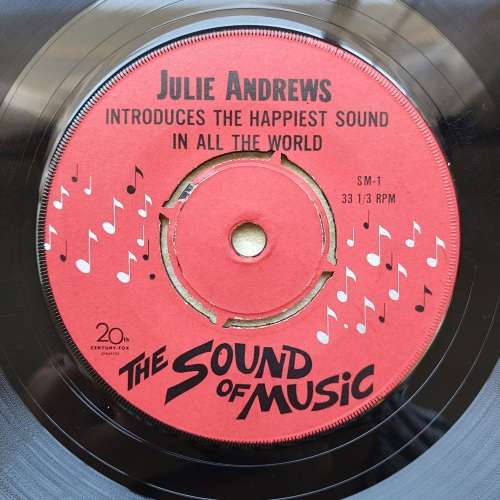 JULIE ANDREWS
INTRODUCES THE HAPPIEST SOUND
IN ALL THE WORLD
SM-1
33 1/3 RPM
20th
CENTURY-FOX
THE SOUND
OF MUSIC